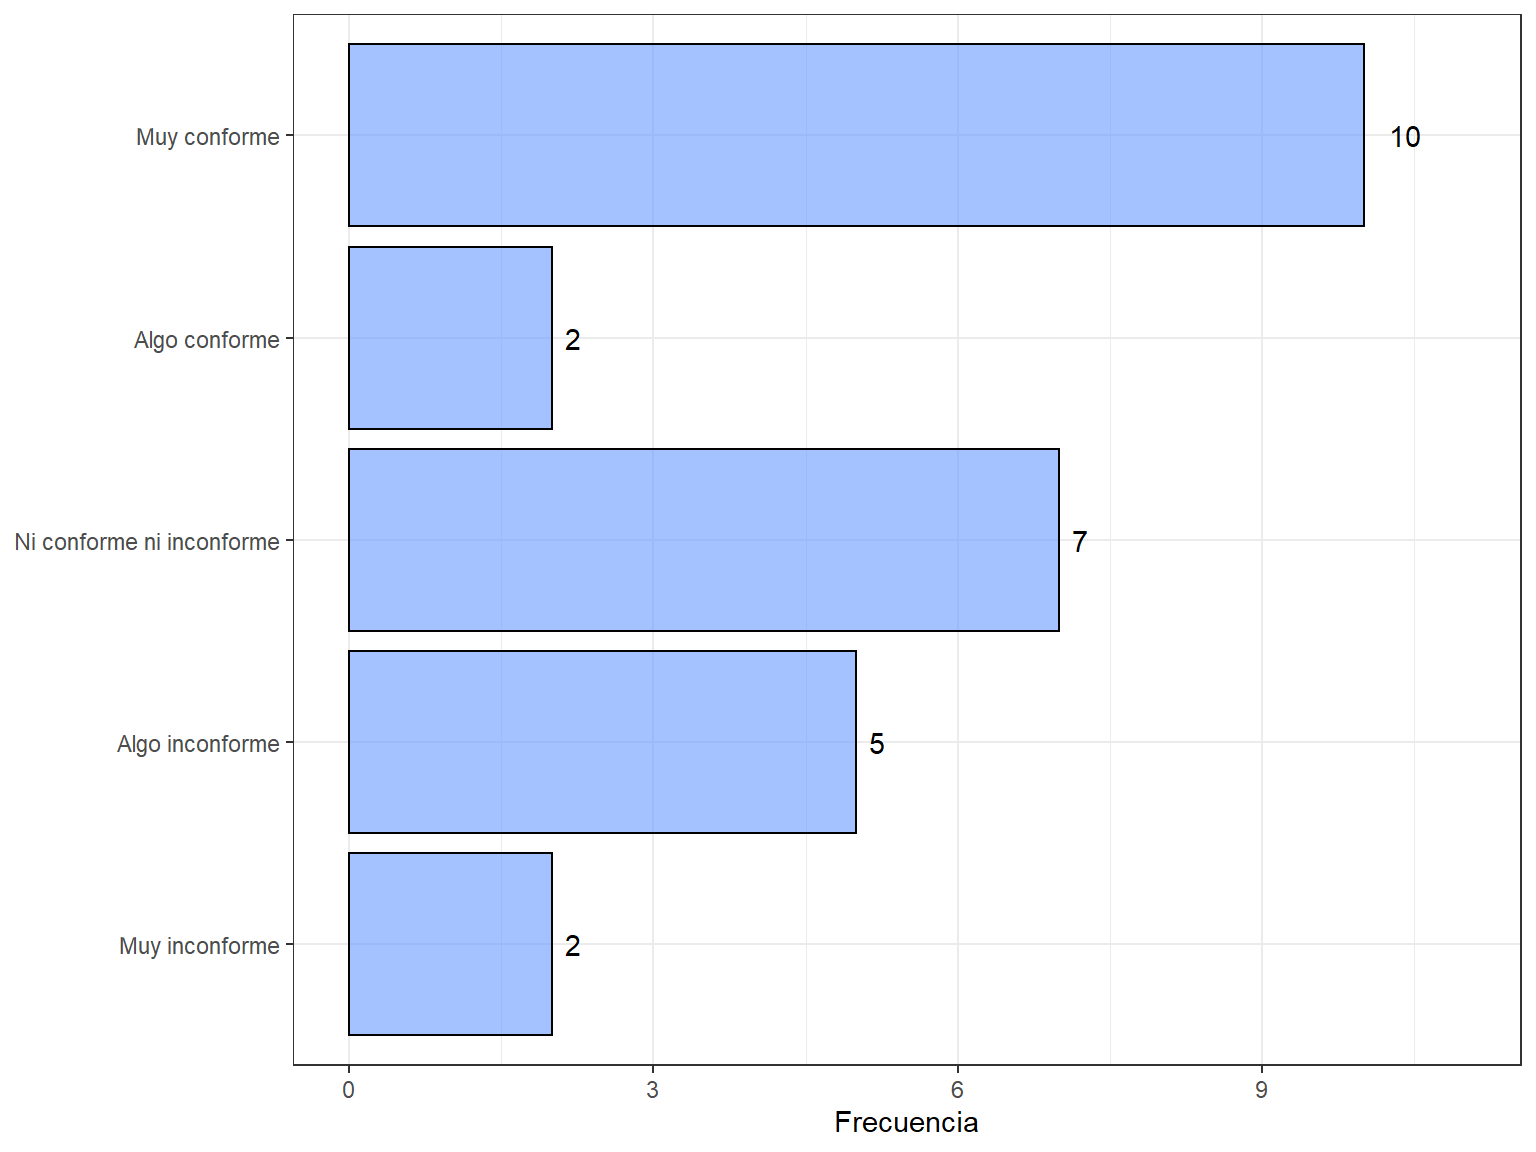 Muy conforme
10
Algo conforme
2
Ni conforme ni inconforme
7
Algo inconforme
5
Muy inconforme
2
0 3 6 9
Frecuencia